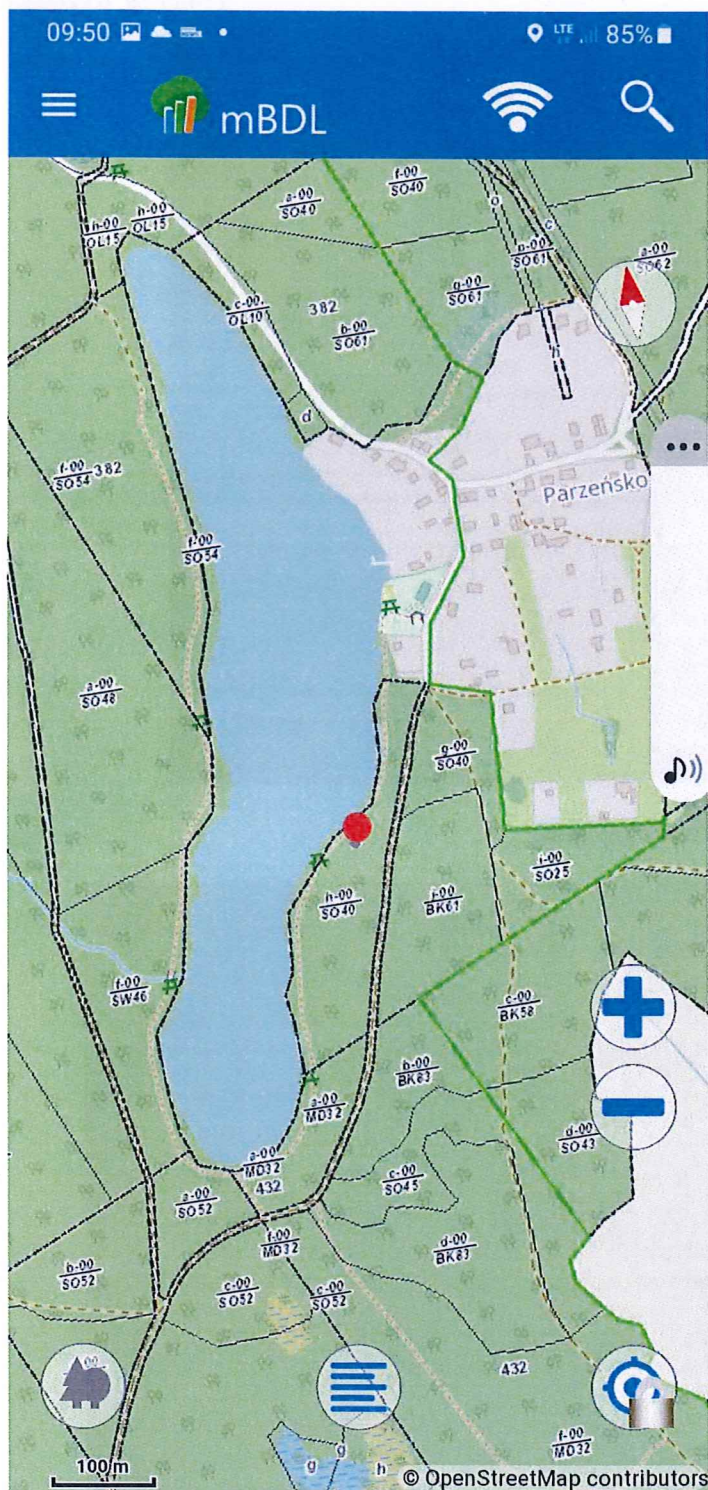 09:50 LTE 85%
mBDL
f-00
SO40
a-00
SO40
h-00
OL15
h-00
OL15
o
c
n-00
SO61
a-00
SO62
g-00
SO61
c-00
OL10
382
b-00
SO61
h
d
f-00
SO54
382
Parzeńsko
f-00
SO54
a-00
SO48
g-00
SO40
i-00
SO25
h-00
SO40
j-00
BK61
f-00
SW46
c-00
BK58
b-00
BK83
a-00
MD32
d-00
SO43
a-00
MD32
432
c-00
SO45
a-00
SO52
f-00
MD32
d-00
BK83
b-00
SO52
c-00
SO52
c-00
SO52
432
f-00
MD32
g
g
h
100 m
© OpenStreetMap contributors